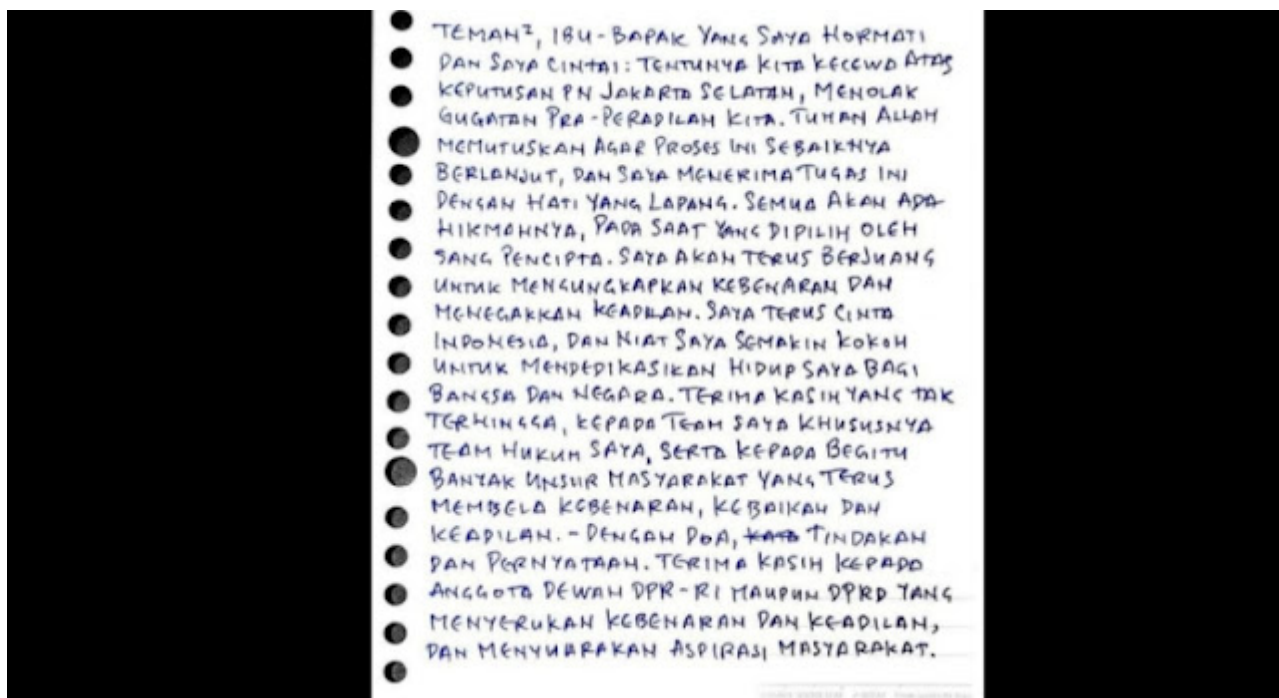 TEMAN², IBU-BAPAK YANG SAYA HORMATI
DAN SAYA CINTAI: TENTUNYA KITA KECEWA ATAS
KEPUTUSAN PN JAKARTA SELATAN, MENOLAK
GUGATAN PRA-PERADILAN KITA. TUHAN ALLAH
MEMUTUSKAN AGAR PROSES INI SEBAIKNYA
BERLANJUT, DAN SAYA MENERIMA TUGAS INI
DENGAN HATI YANG LAPANG. SEMUA AKAN ADA
HIKMAHNYA, PADA SAAT YANG DIPILIH OLEH
SANG PENCIPTA. SAYA AKAN TERUS BERJUANG
UNTUK MENGUNGKAPKAN KEBENARAN DAN
MENEGAKKAN KEADILAN. SAYA TERUS CINTA
INDONESIA, DAN NIAT SAYA SEMAKIN KOKOH
UNTUK MENDEDIKASIKAN HIDUP SAYA BAGI
BANGSA DAN NEGARA. TERIMA KASIH YANG TAK
TERHINGGA, KEPADA TEAM SAYA KHUSUSNYA
TEAM HUKUM SAYA, SERTA KEPADA BEGITU
BANYAK UNSUR MASYARAKAT YANG TERUS
MEMBELA KEBENARAN, KEBAIKAN DAN
KEADILAN. - DENGAN DOA, KATA TINDAKAN
DAN PERNYATAAN. TERIMA KASIH KEPADA
ANGGOTA DEWAN DPR-RI MAUPUN DPRD YANG
MENYERUKAN KEBENARAN DAN KEADILAN,
DAN MENYUARAKAN ASPIRASI MASYARAKAT.